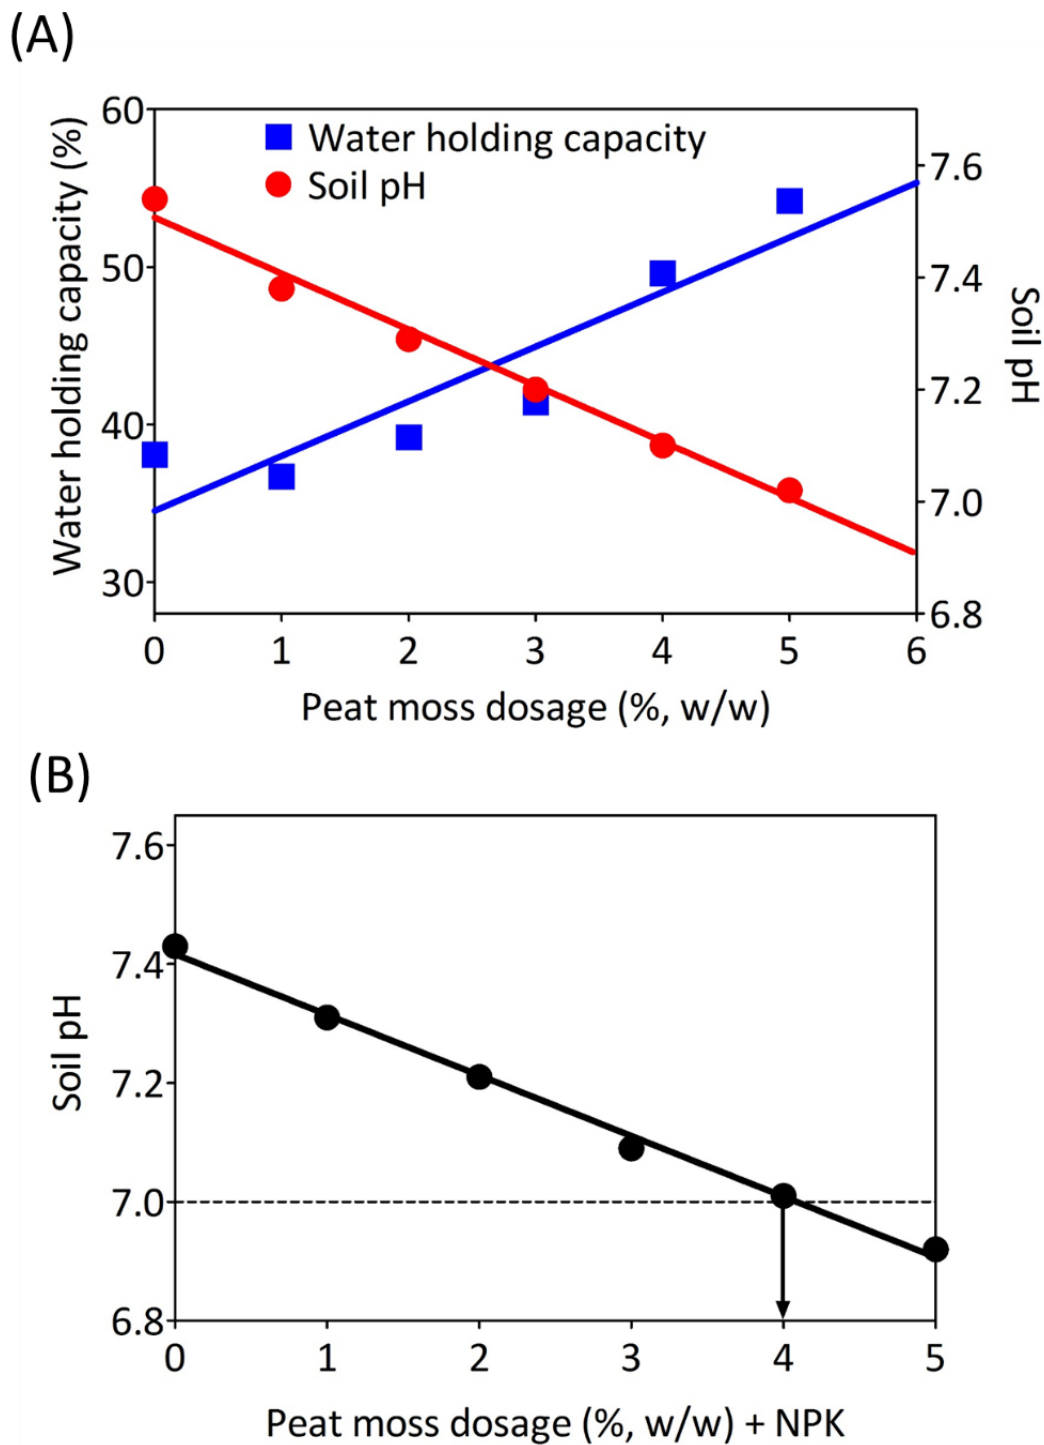 (A)
60
50
40
30
Water holding capacity (%)
Water holding capacity
Soil pH
7.6
7.4
7.2
7.0
6.8
Soil pH
0 1 2 3 4 5 6
Peat moss dosage (%, w/w)
(B)
7.6
7.4
7.2
7.0
6.8
Soil pH
0 1 2 3 4 5
Peat moss dosage (%, w/w) + NPK